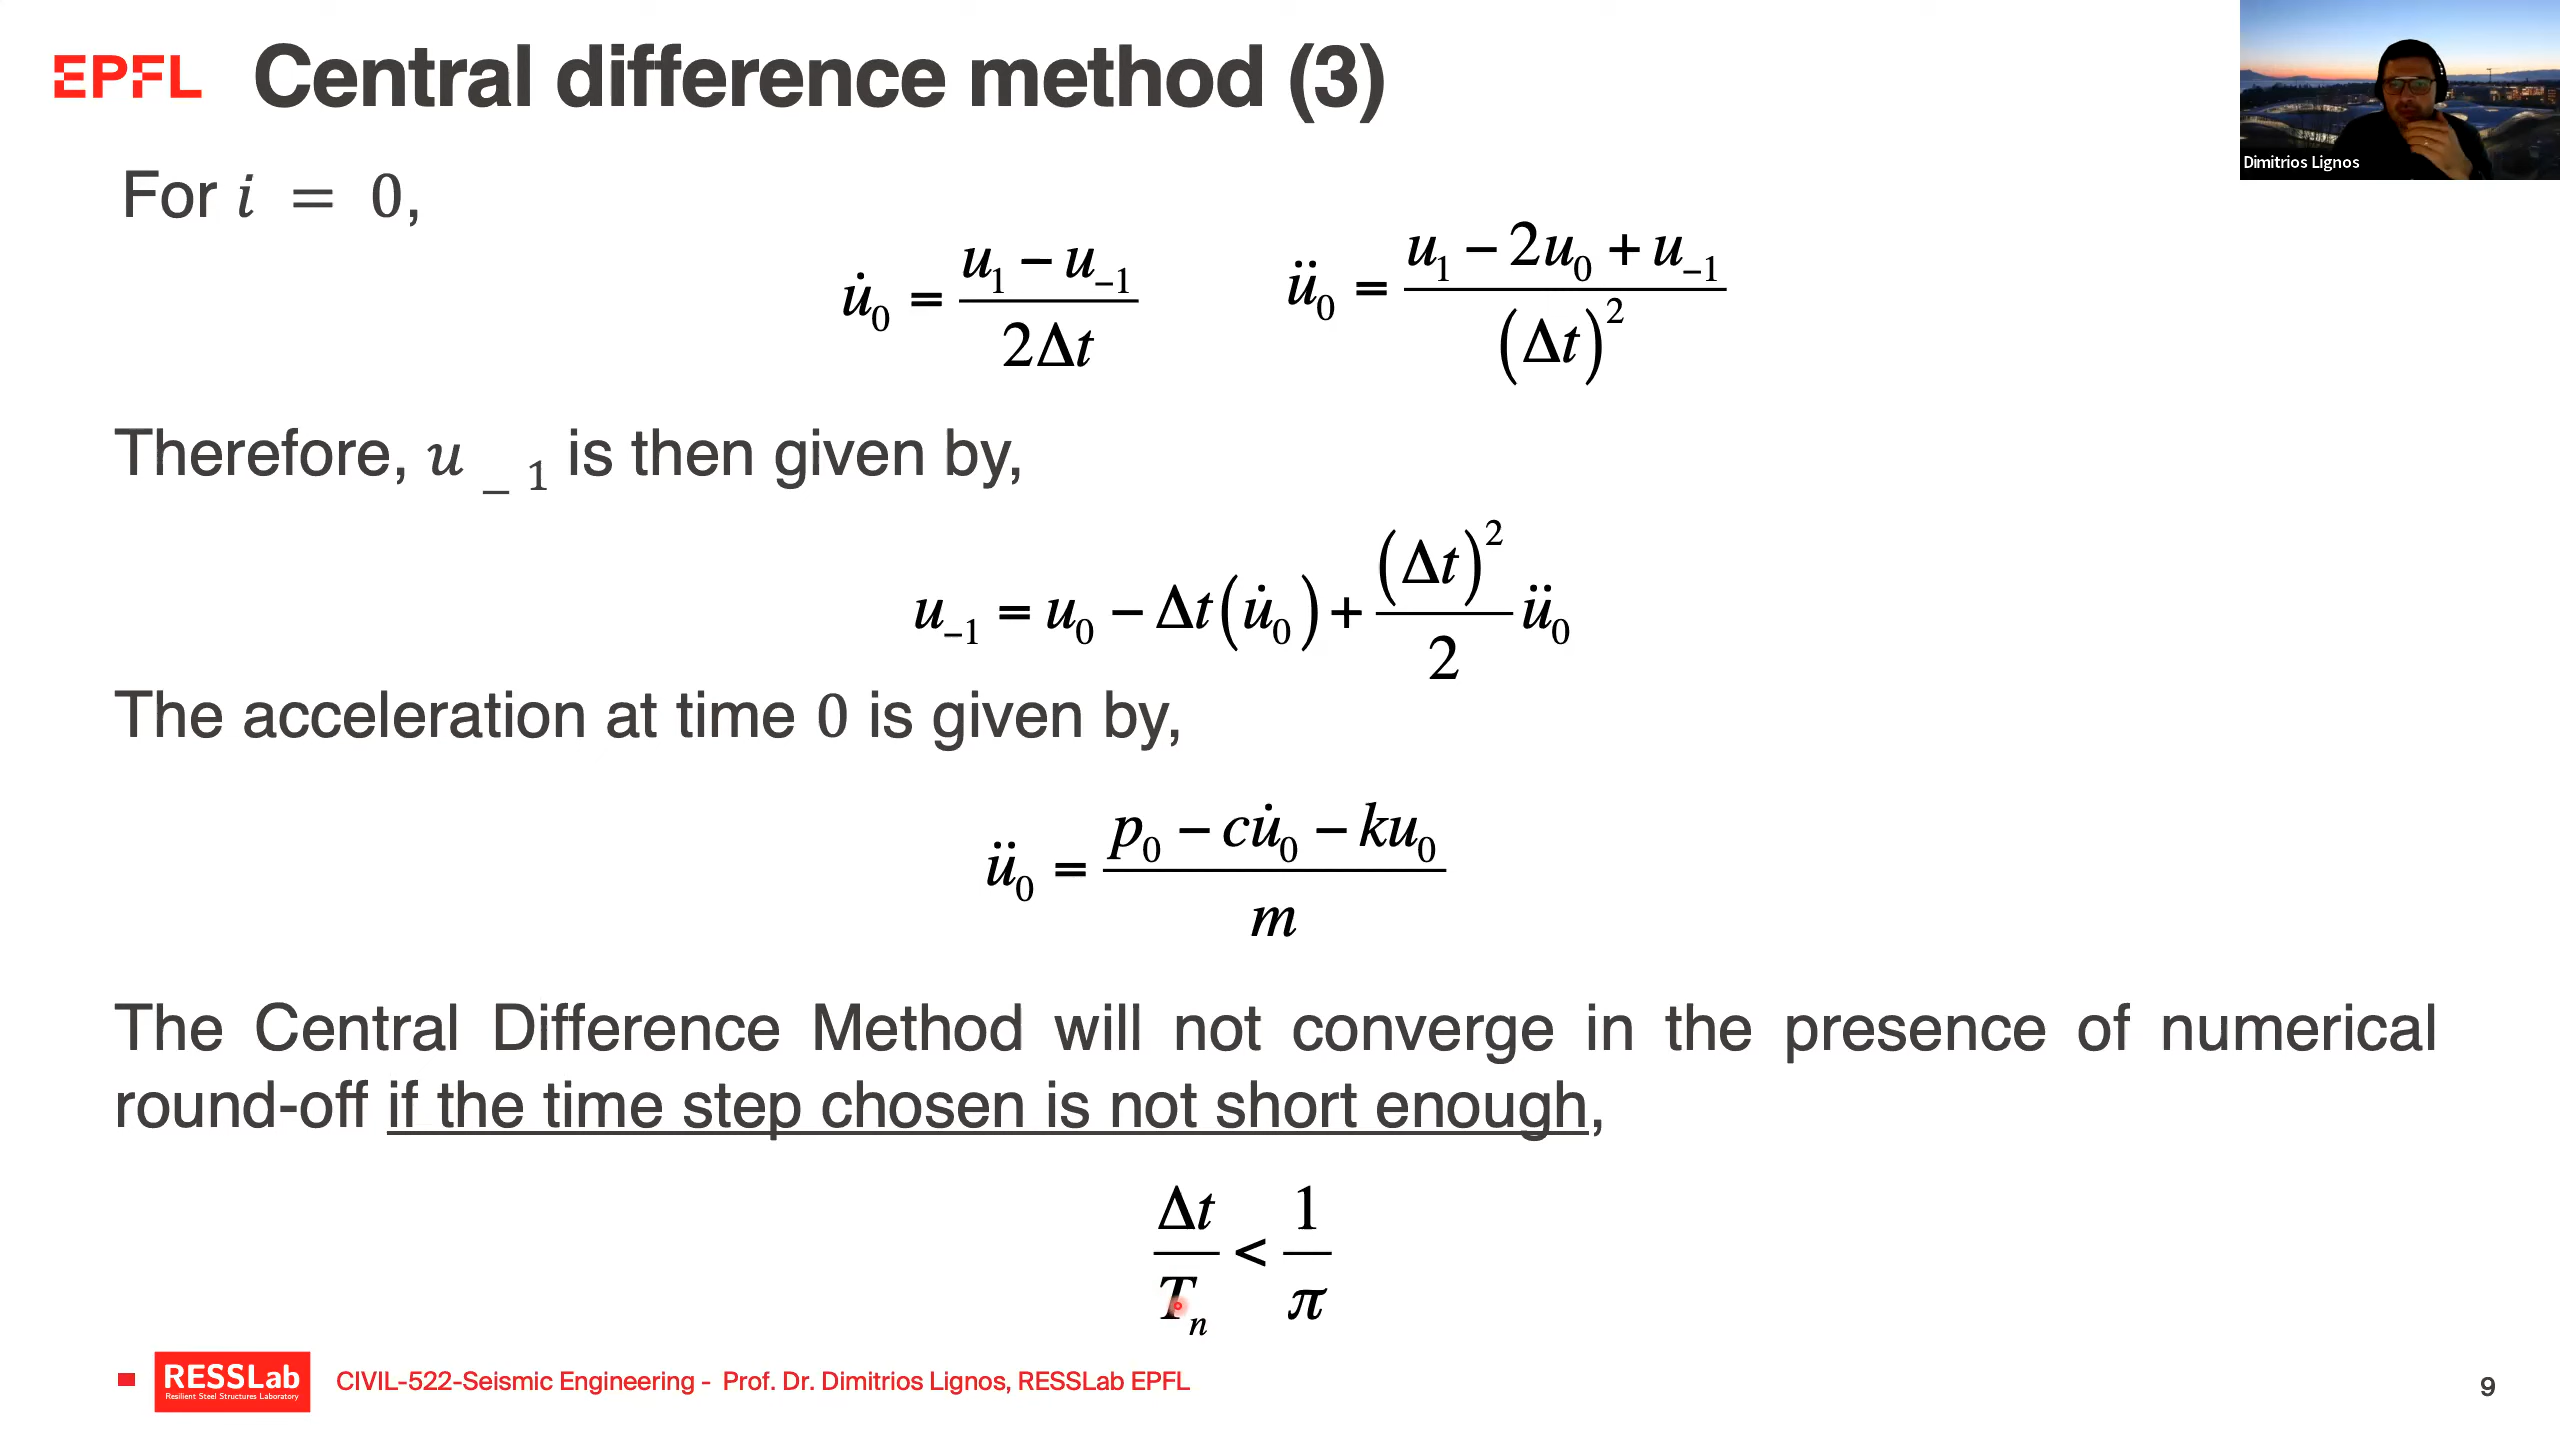 EPFL Central difference method (3)
Dimitrios Lignos
For i = 0,
u̇₀ = (u₁ − u₋₁) / (2Δt)    ü₀ = (u₁ − 2u₀ + u₋₁) / (Δt)²
Therefore, u₋₁ is then given by,
u₋₁ = u₀ − Δt(u̇₀) + ((Δt)² / 2) ü₀
The acceleration at time 0 is given by,
ü₀ = (p₀ − cu̇₀ − ku₀) / m
The Central Difference Method will not converge in the presence of numerical
round-off if the time step chosen is not short enough,
Δt / Tₙ < 1 / π
RESSLab
Resilient Steel Structures Laboratory
CIVIL-522-Seismic Engineering - Prof. Dr. Dimitrios Lignos, RESSLab EPFL
9